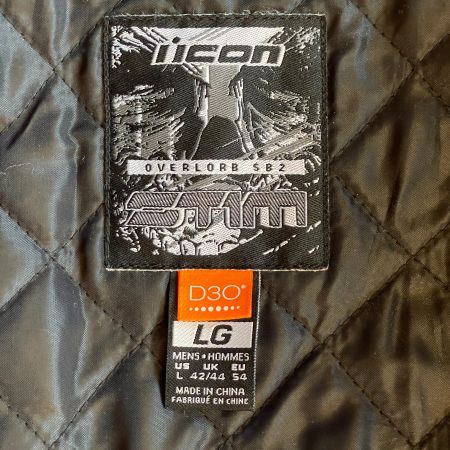 icon
OVERLORB SB2
STIM
D3O®
LG
MENS • HOMMES
US UK EU
L 42/44 54
MADE IN CHINA
FABRIQUÉ EN CHINE